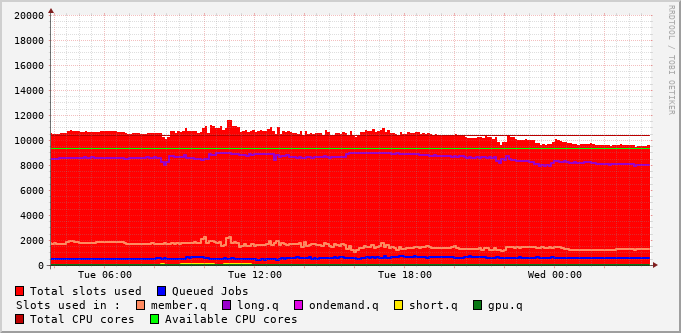 20000
18000
16000
14000
12000
10000
8000
6000
4000
2000
0
Tue 06:00 Tue 12:00 Tue 18:00 Wed 00:00
RRDTOOL / TOBI OETIKER
Total slots used Queued Jobs
Slots used in : member.q long.q ondemand.q short.q gpu.q
Total CPU cores Available CPU cores